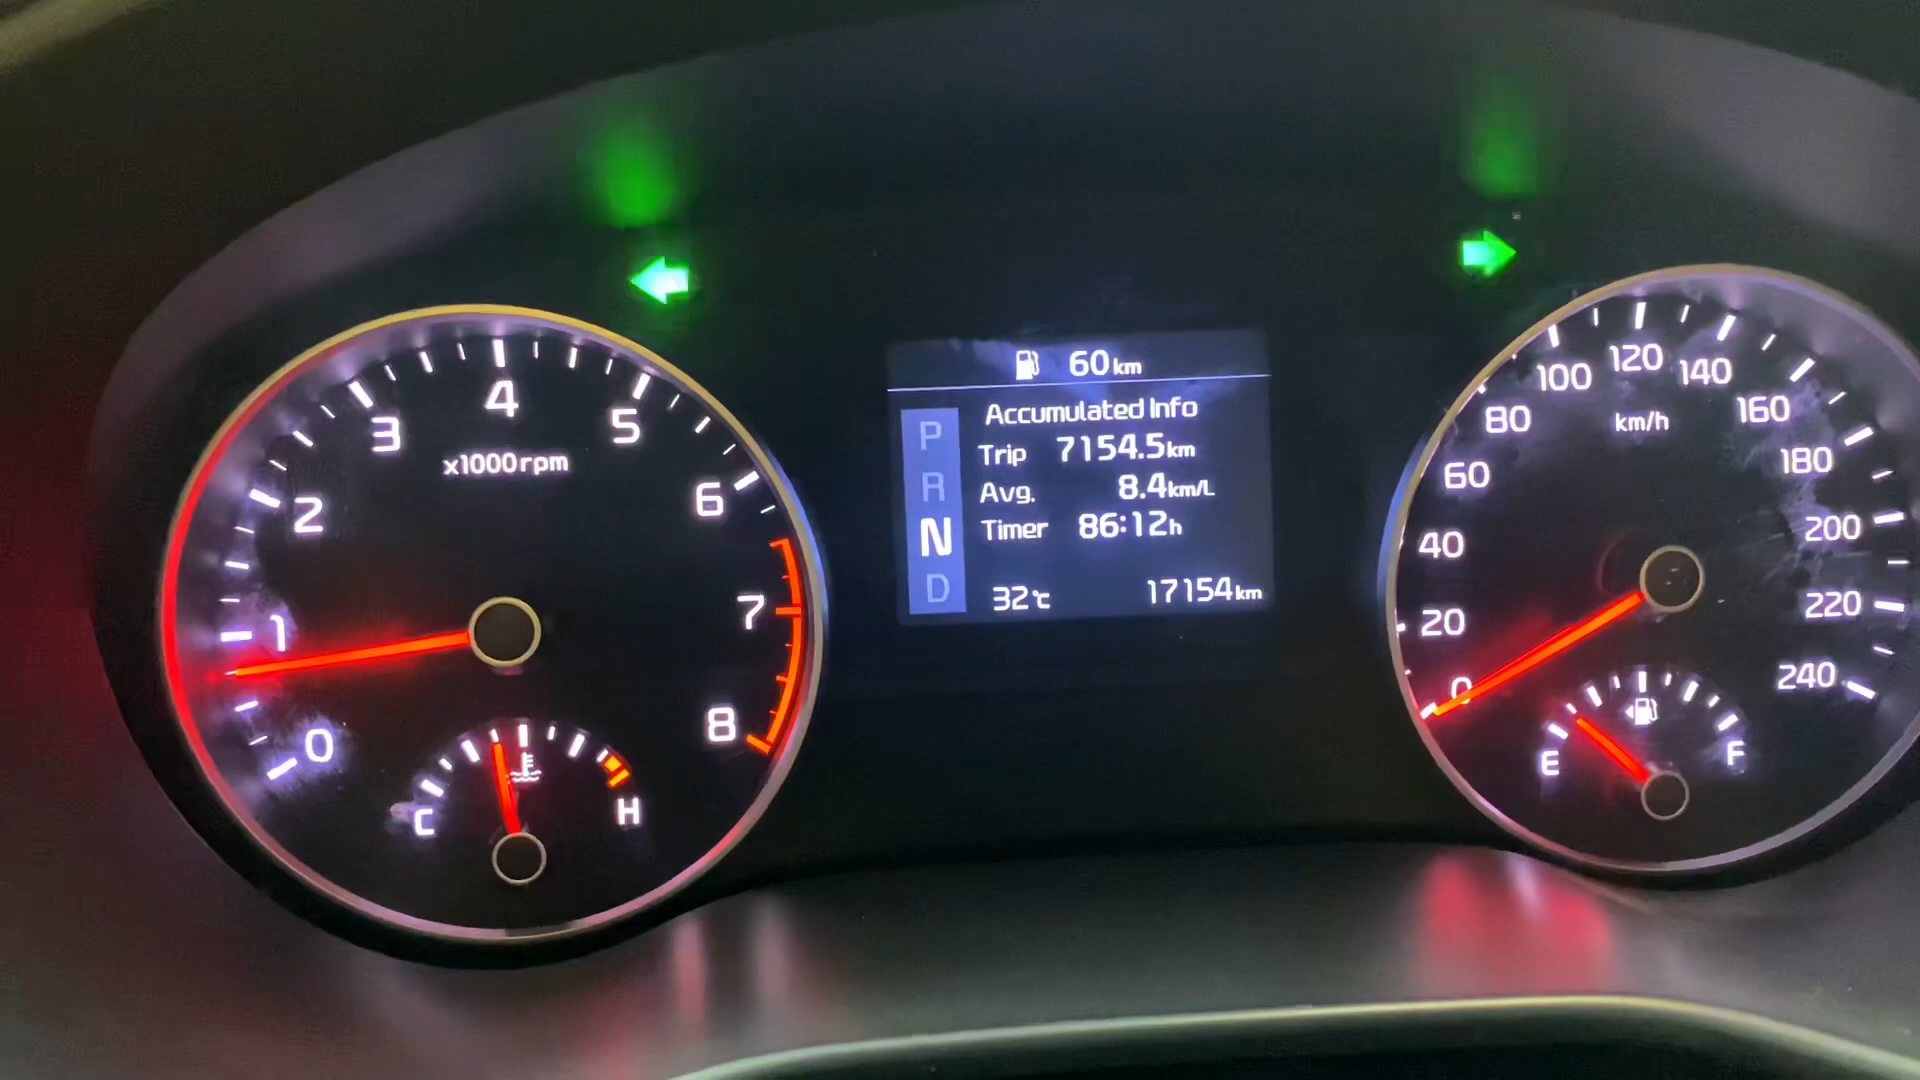 0
1
2
3
4
5
6
7
8
x1000rpm
C
H
60km
P
R
N
D
Accumulated Info
Trip 7154.5km
Avg. 8.4km/L
Timer 86:12h
32℃ 17154km
0
20
40
60
80
100
120
140
160
180
200
220
240
km/h
E
F